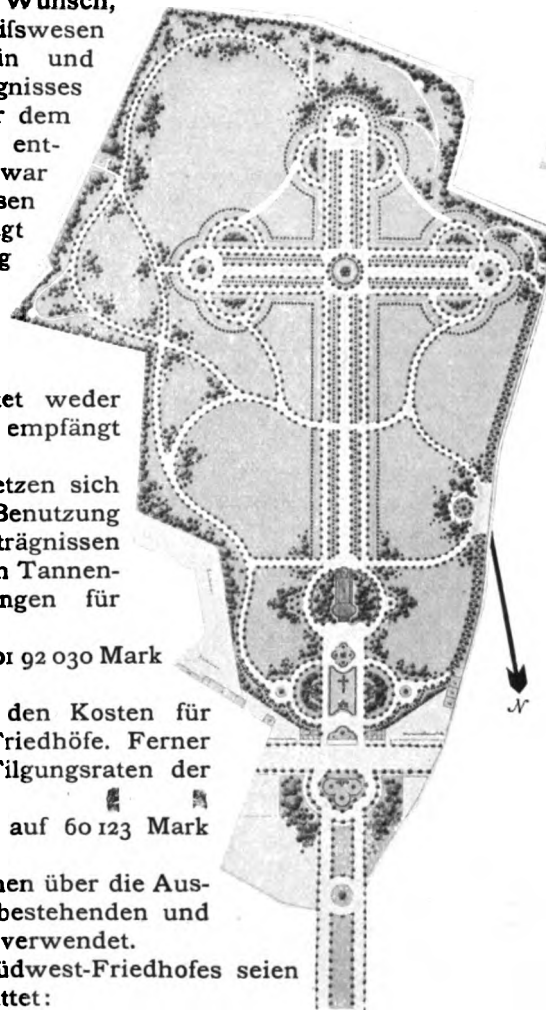 Wunsch,
ifswesen
in und
gnisses
r dem
ent-
war
sen
gt
g
et weder
empfängt
etzen sich
Benutzung
trägnissen
n Tannen-
ngen für
01 92 030 Mark
den Kosten für
Friedhöfe. Ferner
Tilgungsraten der
auf 60 123 Mark
nen über die Aus-
bestehenden und
verwendet.
üdwest-Friedhofes seien
ttet:
N